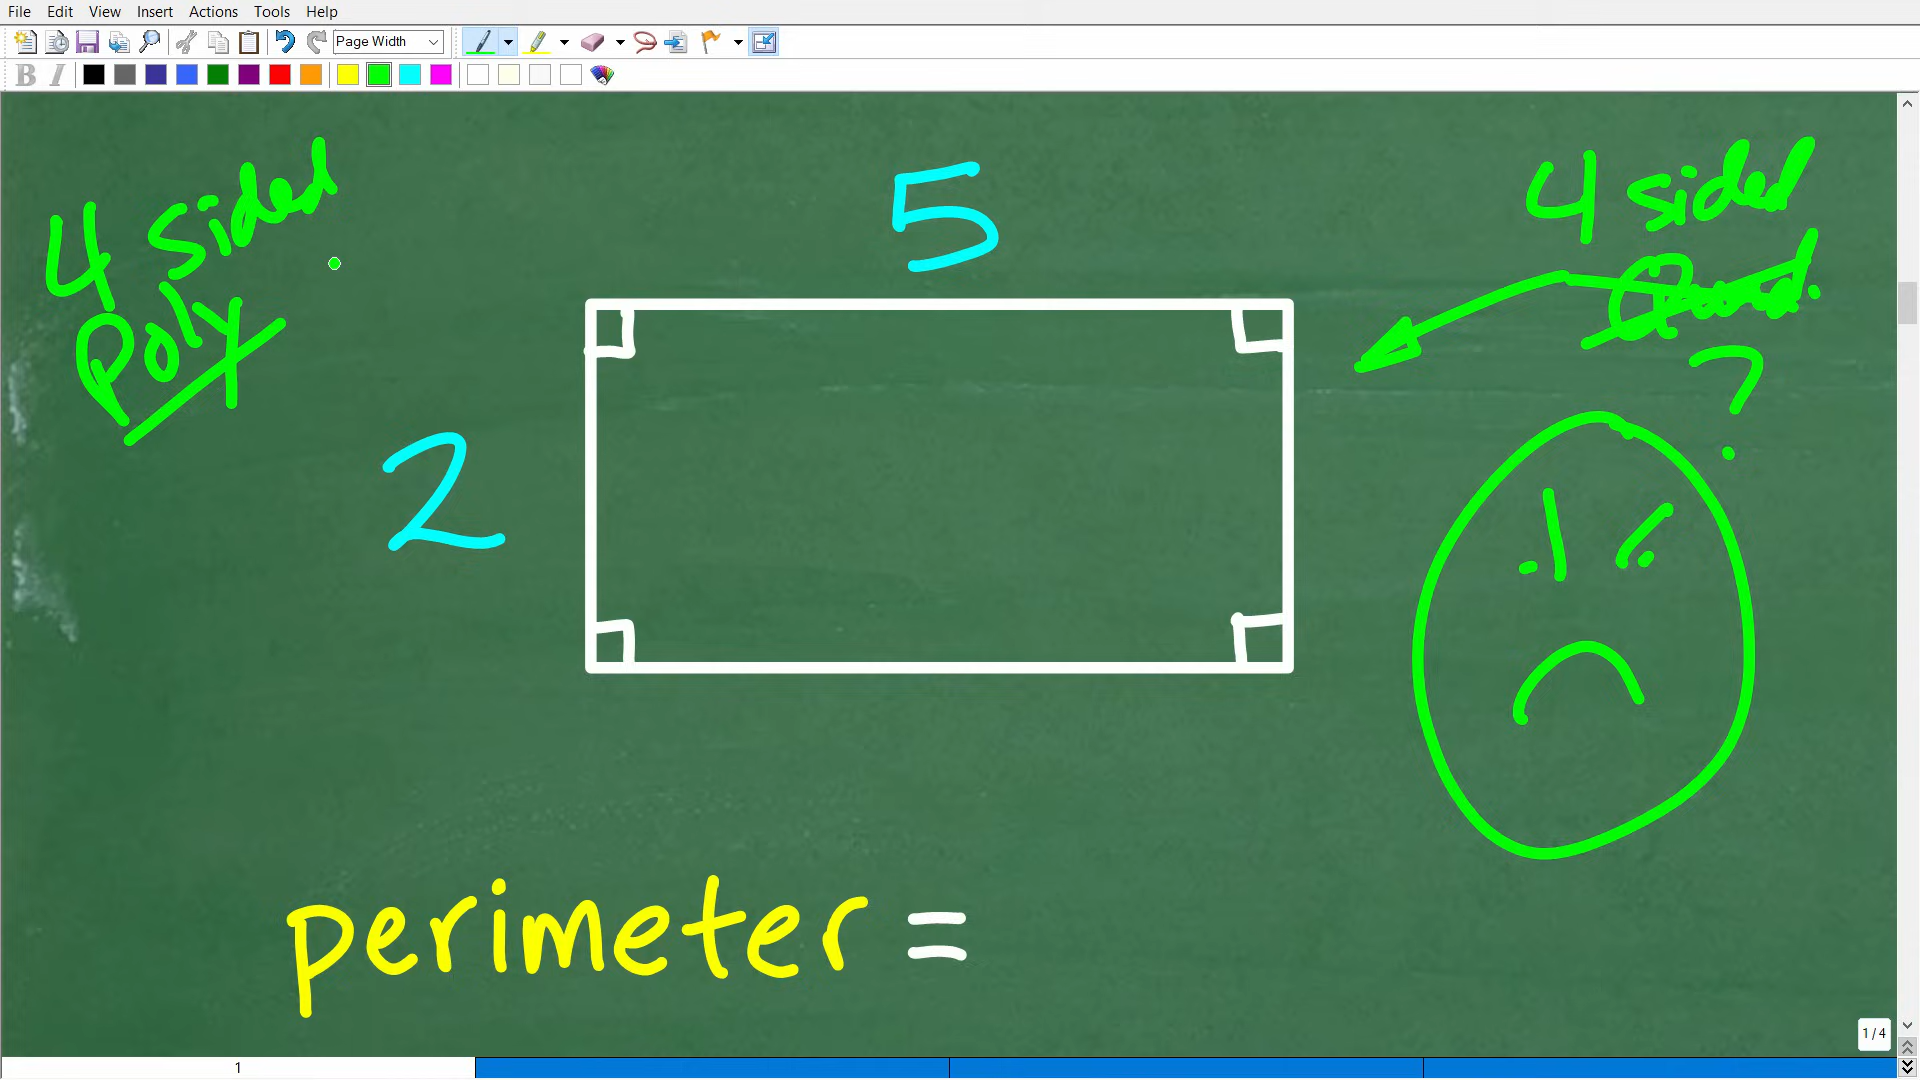 File Edit View Insert Actions Tools Help
Page Width
B I
4 sided
Poly
5
4 sided
Quad.
?
2
perimeter =
1 / 4
1